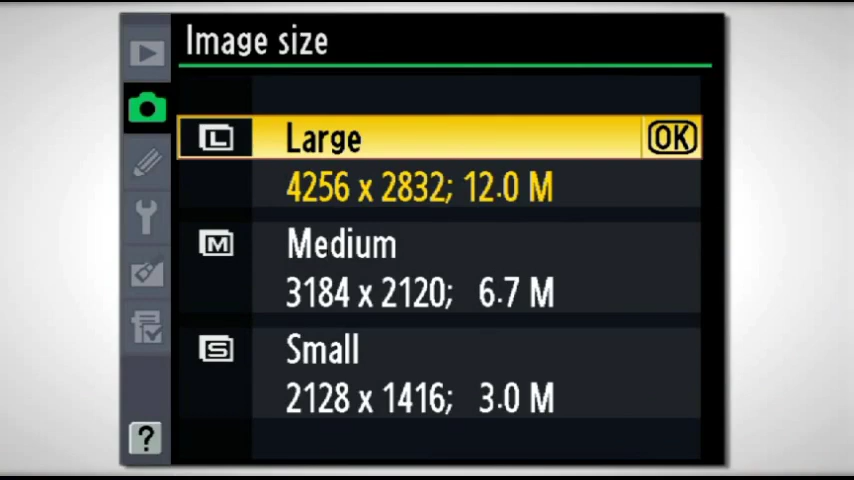 Image size
L Large OK
4256 x 2832; 12.0 M
M Medium
3184 x 2120; 6.7 M
S Small
2128 x 1416; 3.0 M
?